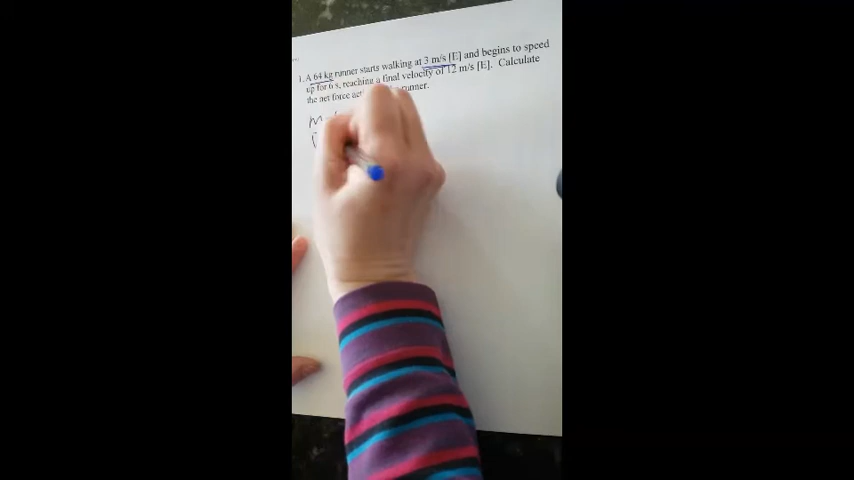 1. A 64 kg runner starts walking at 3 m/s [E] and begins to speed
up for 6 s, reaching a final velocity of 12 m/s [E]. Calculate
the net force runner.
m